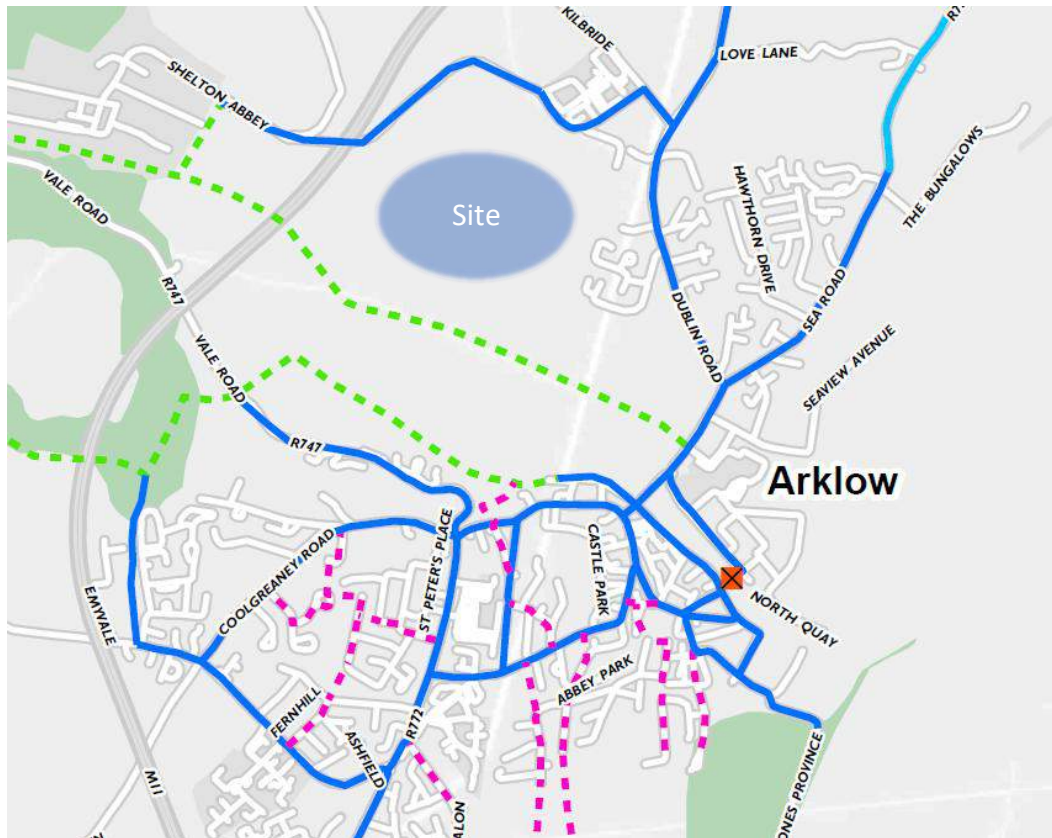 KILBRIDE
R7
LOVE LANE
SHELTON ABBEY
VALE ROAD
THE BUNGALOWS
HAWTHORN DRIVE
Site
R747
SEA ROAD
DUBLIN ROAD
VALE ROAD
SEAVIEW AVENUE
R747
Arklow
ST PETER'S PLACE
CASTLE PARK
COOLGREANEY ROAD
EMYVALE
NORTH QUAY
ABBEY PARK
FERNHILL
R772
ASHFIELD
M11
ALON
ONES PROVINCE